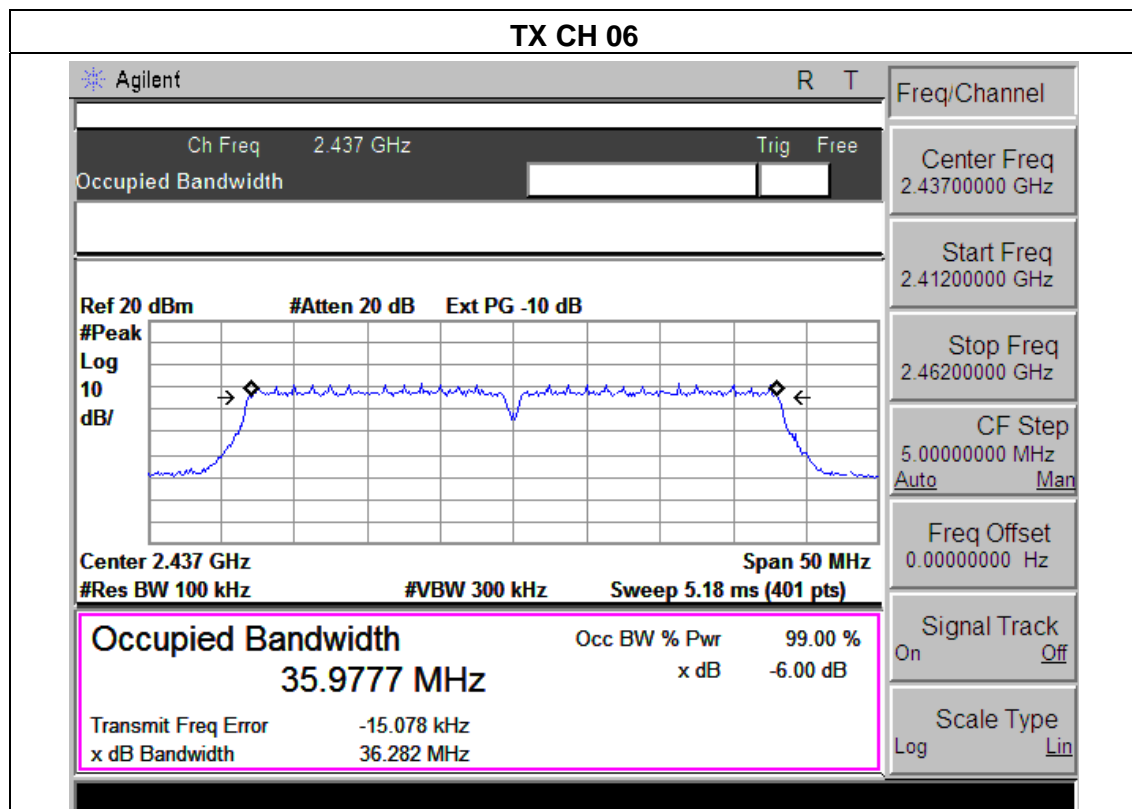 TX CH 06
Agilent R T
Freq/Channel
Ch Freq 2.437 GHz Trig Free
Occupied Bandwidth
Center Freq
2.43700000 GHz
Start Freq
2.41200000 GHz
Stop Freq
2.46200000 GHz
CF Step
5.00000000 MHz
Auto Man
Freq Offset
0.00000000 Hz
Signal Track
On Off
Scale Type
Log Lin
Ref 20 dBm #Atten 20 dB Ext PG -10 dB
#Peak
Log
10
dB/
Center 2.437 GHz Span 50 MHz
#Res BW 100 kHz #VBW 300 kHz Sweep 5.18 ms (401 pts)
Occupied Bandwidth Occ BW % Pwr 99.00 %
35.9777 MHz x dB -6.00 dB
Transmit Freq Error -15.078 kHz
x dB Bandwidth 36.282 MHz